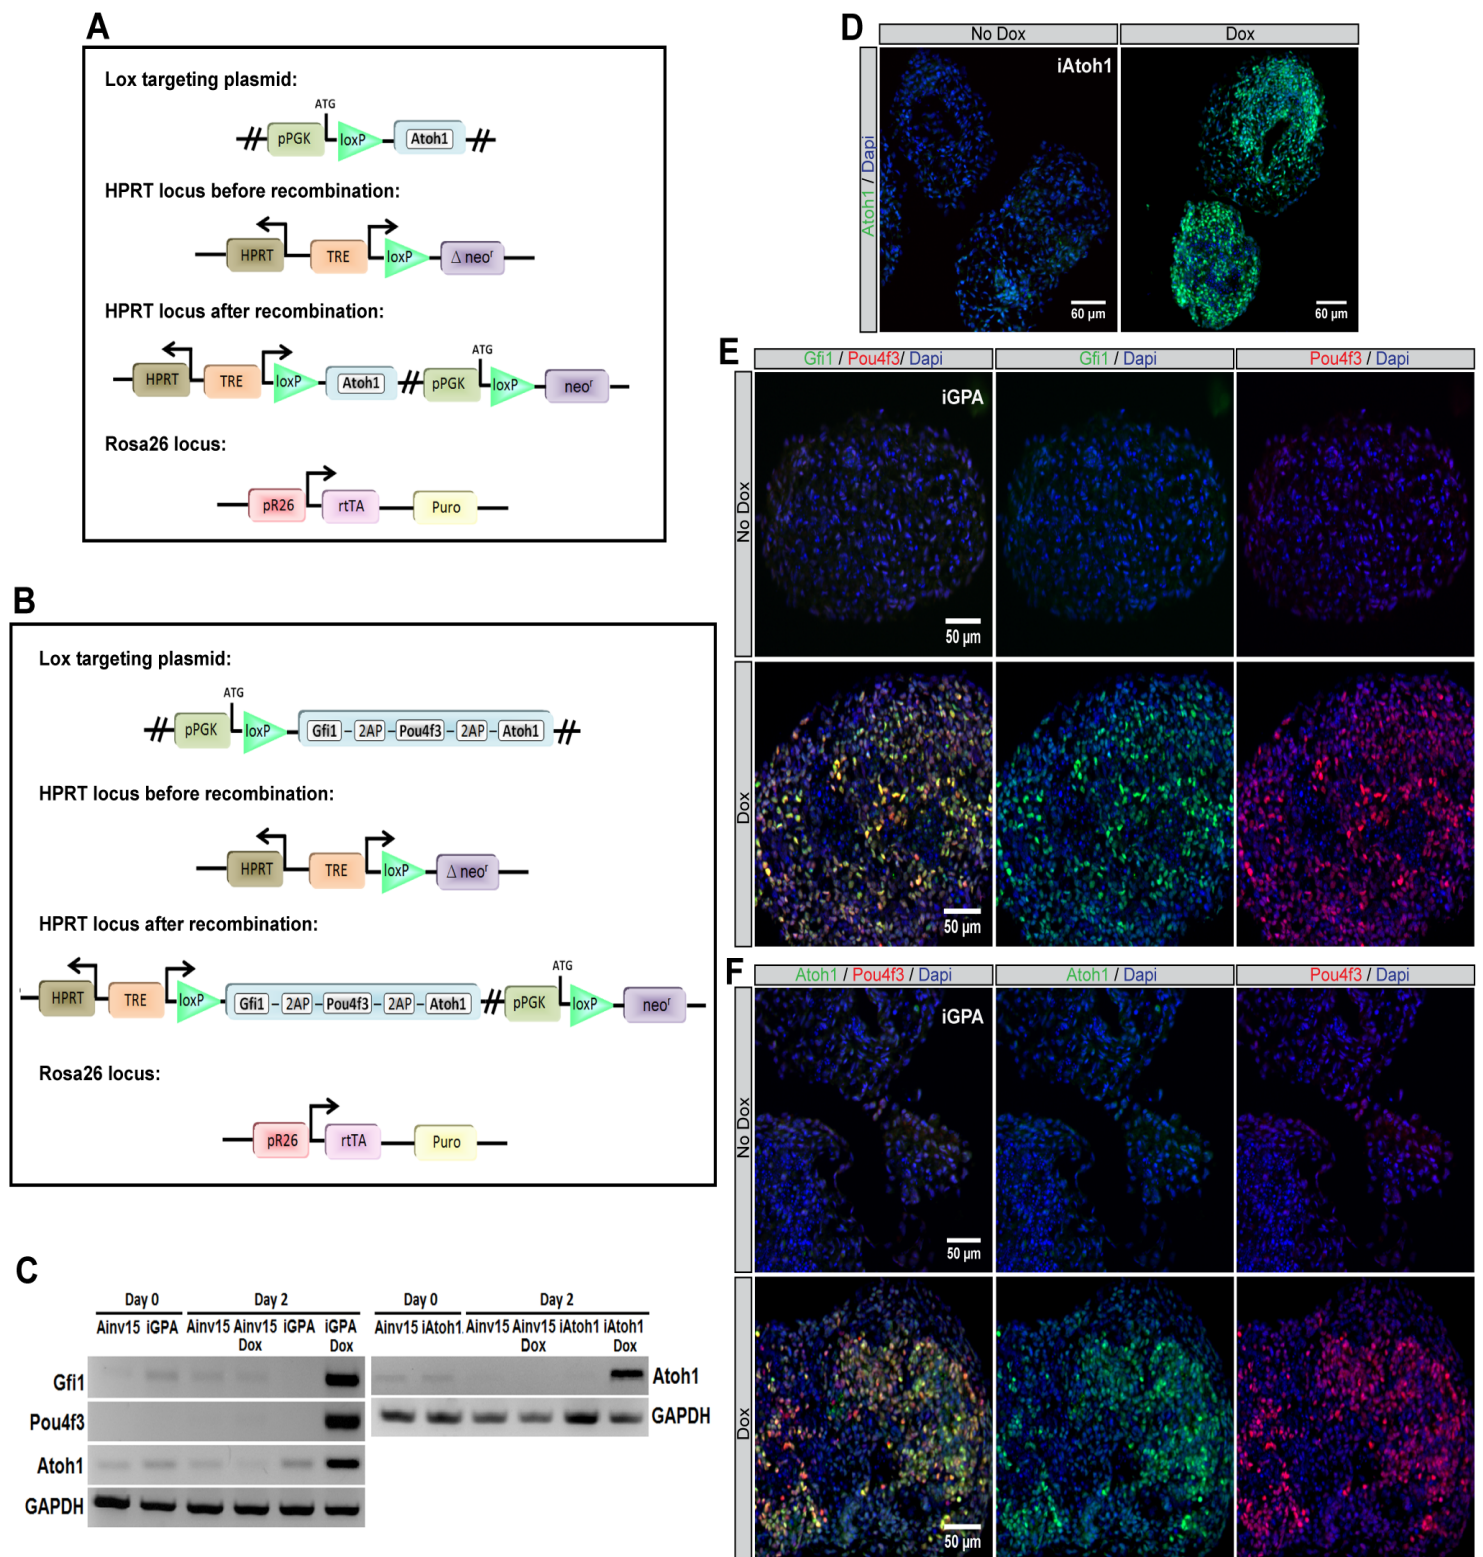 A
Lox targeting plasmid:
ATG
pPGK loxP Atoh1
HPRT locus before recombination:
HPRT TRE loxP Δ neoʳ
HPRT locus after recombination:
ATG
HPRT TRE loxP Atoh1 pPGK loxP neoʳ
Rosa26 locus:
pR26 rtTA Puro
B
Lox targeting plasmid:
ATG
pPGK loxP Gfi1 2AP Pou4f3 2AP Atoh1
HPRT locus before recombination:
HPRT TRE loxP Δ neoʳ
HPRT locus after recombination:
ATG
HPRT TRE loxP Gfi1 2AP Pou4f3 2AP Atoh1 pPGK loxP neoʳ
Rosa26 locus:
pR26 rtTA Puro
C
Day 0 Day 2
Ainv15 iGPA Ainv15 Ainv15 Dox iGPA iGPA Dox
Gfi1
Pou4f3
Atoh1
GAPDH
Day 0 Day 2
Ainv15 iAtoh1 Ainv15 Ainv15 Dox iAtoh1 iAtoh1 Dox
Atoh1
GAPDH
D
No Dox Dox
Atoh1 / Dapi
iAtoh1
60 µm 60 µm
E
Gfi1 / Pou4f3/ Dapi Gfi1 / Dapi Pou4f3 / Dapi
No Dox
iGPA
50 µm
Dox
50 µm
F
Atoh1 / Pou4f3 / Dapi Atoh1 / Dapi Pou4f3 / Dapi
No Dox
iGPA
50 µm
Dox
50 µm